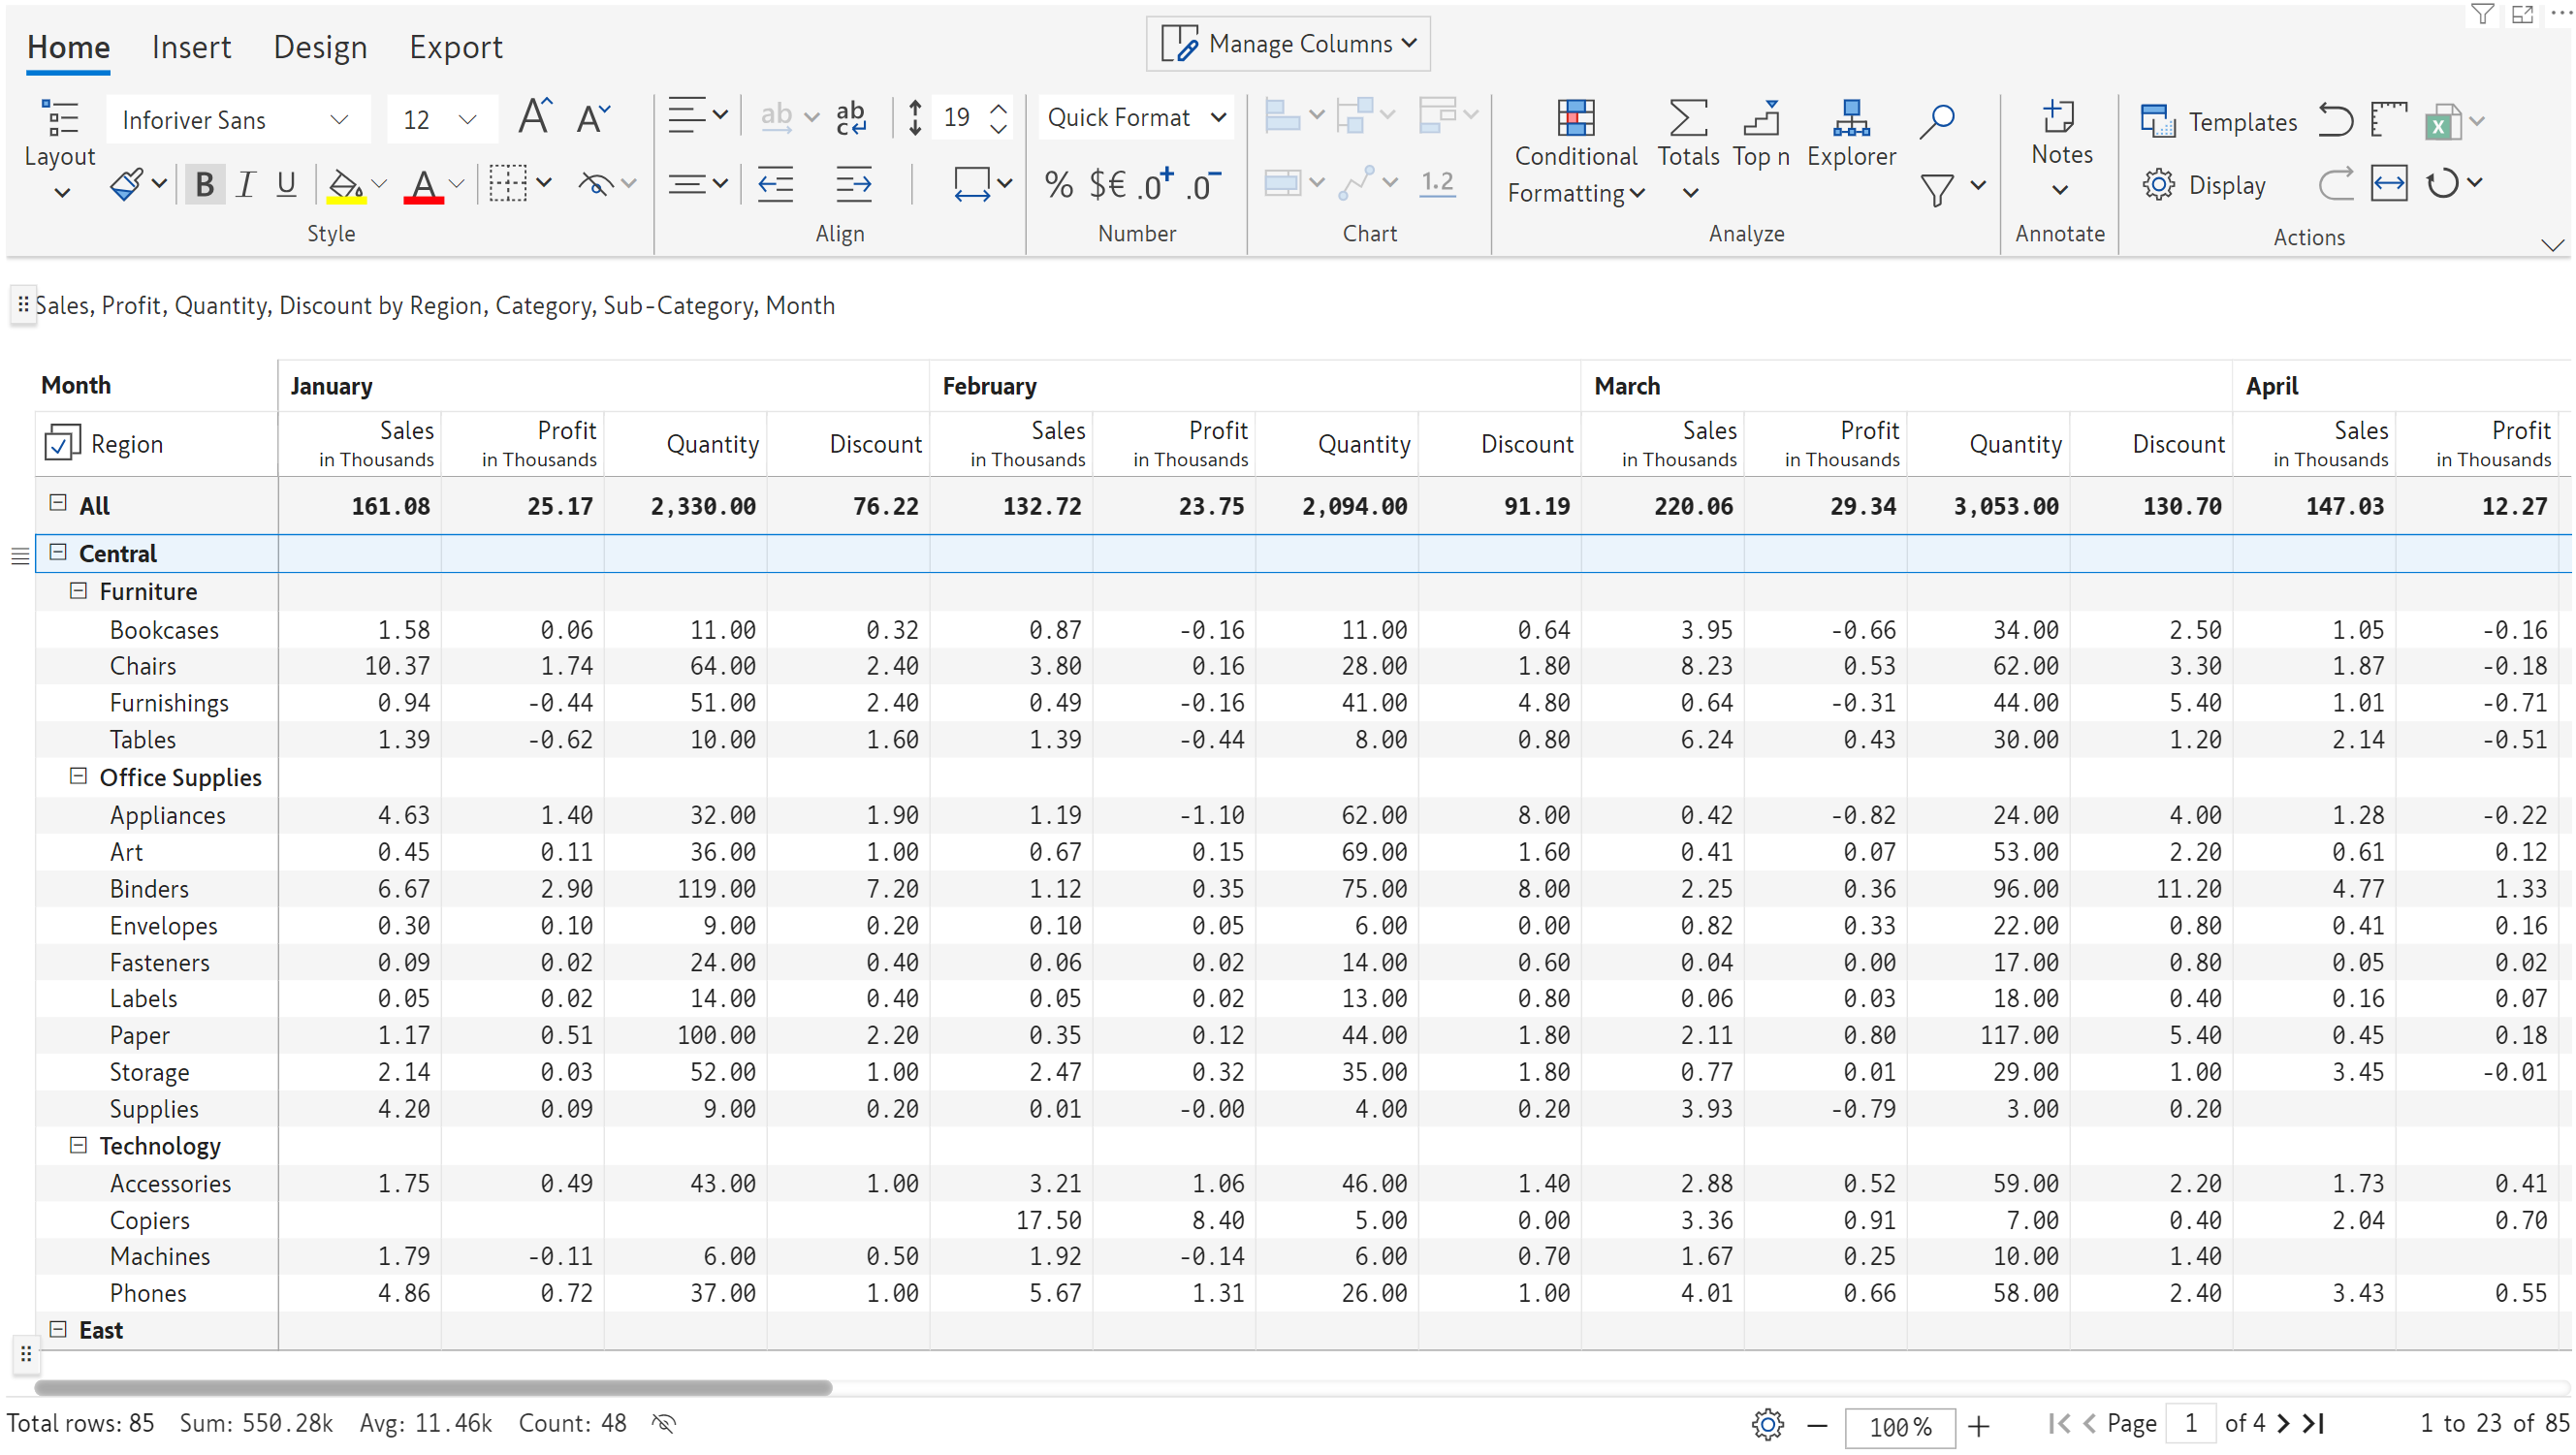 Home Insert Design Export Manage Columns
Inforiver Sans 12 A A ab ab c 19 Quick Format Conditional Formatting Totals Top n Explorer Notes Templates
Layout B I U A % $€ .0 .0 1.2 Display
Style Align Number Chart Analyze Annotate Actions
Sales, Profit, Quantity, Discount by Region, Category, Sub-Category, Month
Month January February March April
Region Sales in Thousands Profit in Thousands Quantity Discount Sales in Thousands Profit in Thousands Quantity Discount Sales in Thousands Profit in Thousands Quantity Discount Sales in Thousands Profit in Thousands
All 161.08 25.17 2,330.00 76.22 132.72 23.75 2,094.00 91.19 220.06 29.34 3,053.00 130.70 147.03 12.27
Central
Furniture
Bookcases 1.58 0.06 11.00 0.32 0.87 -0.16 11.00 0.64 3.95 -0.66 34.00 2.50 1.05 -0.16
Chairs 10.37 1.74 64.00 2.40 3.80 0.16 28.00 1.80 8.23 0.53 62.00 3.30 1.87 -0.18
Furnishings 0.94 -0.44 51.00 2.40 0.49 -0.16 41.00 4.80 0.64 -0.31 44.00 5.40 1.01 -0.71
Tables 1.39 -0.62 10.00 1.60 1.39 -0.44 8.00 0.80 6.24 0.43 30.00 1.20 2.14 -0.51
Office Supplies
Appliances 4.63 1.40 32.00 1.90 1.19 -1.10 62.00 8.00 0.42 -0.82 24.00 4.00 1.28 -0.22
Art 0.45 0.11 36.00 1.00 0.67 0.15 69.00 1.60 0.41 0.07 53.00 2.20 0.61 0.12
Binders 6.67 2.90 119.00 7.20 1.12 0.35 75.00 8.00 2.25 0.36 96.00 11.20 4.77 1.33
Envelopes 0.30 0.10 9.00 0.20 0.10 0.05 6.00 0.00 0.82 0.33 22.00 0.80 0.41 0.16
Fasteners 0.09 0.02 24.00 0.40 0.06 0.02 14.00 0.60 0.04 0.00 17.00 0.80 0.05 0.02
Labels 0.05 0.02 14.00 0.40 0.05 0.02 13.00 0.80 0.06 0.03 18.00 0.40 0.16 0.07
Paper 1.17 0.51 100.00 2.20 0.35 0.12 44.00 1.80 2.11 0.80 117.00 5.40 0.45 0.18
Storage 2.14 0.03 52.00 1.00 2.47 0.32 35.00 1.80 0.77 0.01 29.00 1.00 3.45 -0.01
Supplies 4.20 0.09 9.00 0.20 0.01 -0.00 4.00 0.20 3.93 -0.79 3.00 0.20
Technology
Accessories 1.75 0.49 43.00 1.00 3.21 1.06 46.00 1.40 2.88 0.52 59.00 2.20 1.73 0.41
Copiers 17.50 8.40 5.00 0.00 3.36 0.91 7.00 0.40 2.04 0.70
Machines 1.79 -0.11 6.00 0.50 1.92 -0.14 6.00 0.70 1.67 0.25 10.00 1.40
Phones 4.86 0.72 37.00 1.00 5.67 1.31 26.00 1.00 4.01 0.66 58.00 2.40 3.43 0.55
East
Total rows: 85 Sum: 550.28k Avg: 11.46k Count: 48 100% Page 1 of 4 1 to 23 of 85